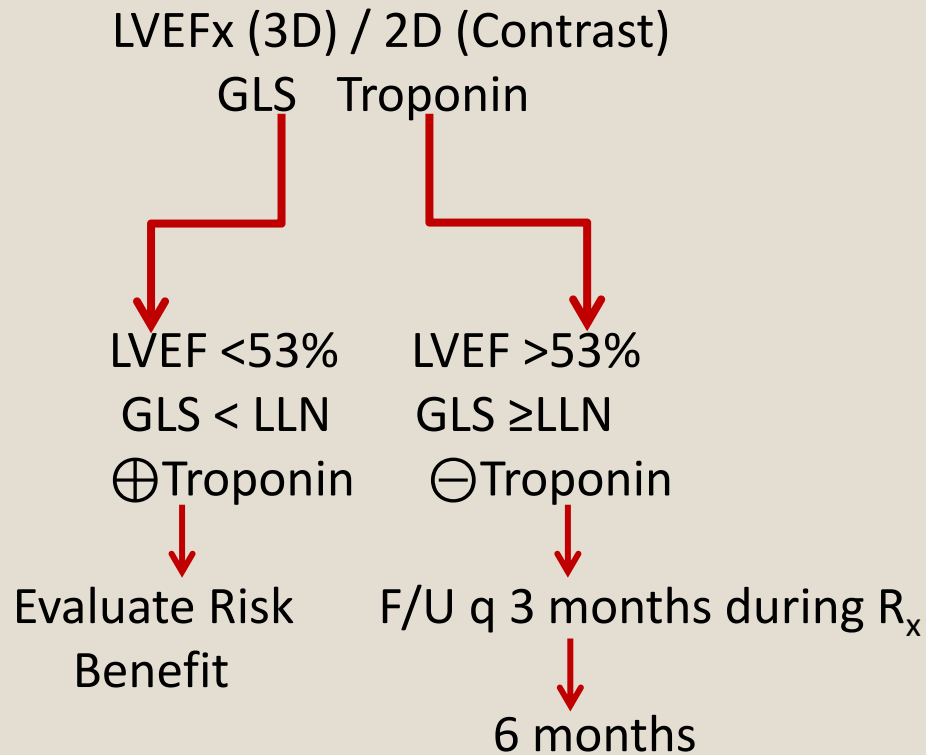 LVEFx (3D) / 2D (Contrast)
GLS Troponin
LVEF <53%
GLS < LLN
⊕Troponin
Evaluate Risk
Benefit
LVEF >53%
GLS ≥LLN
⊖Troponin
F/U q 3 months during Rₓ
6 months